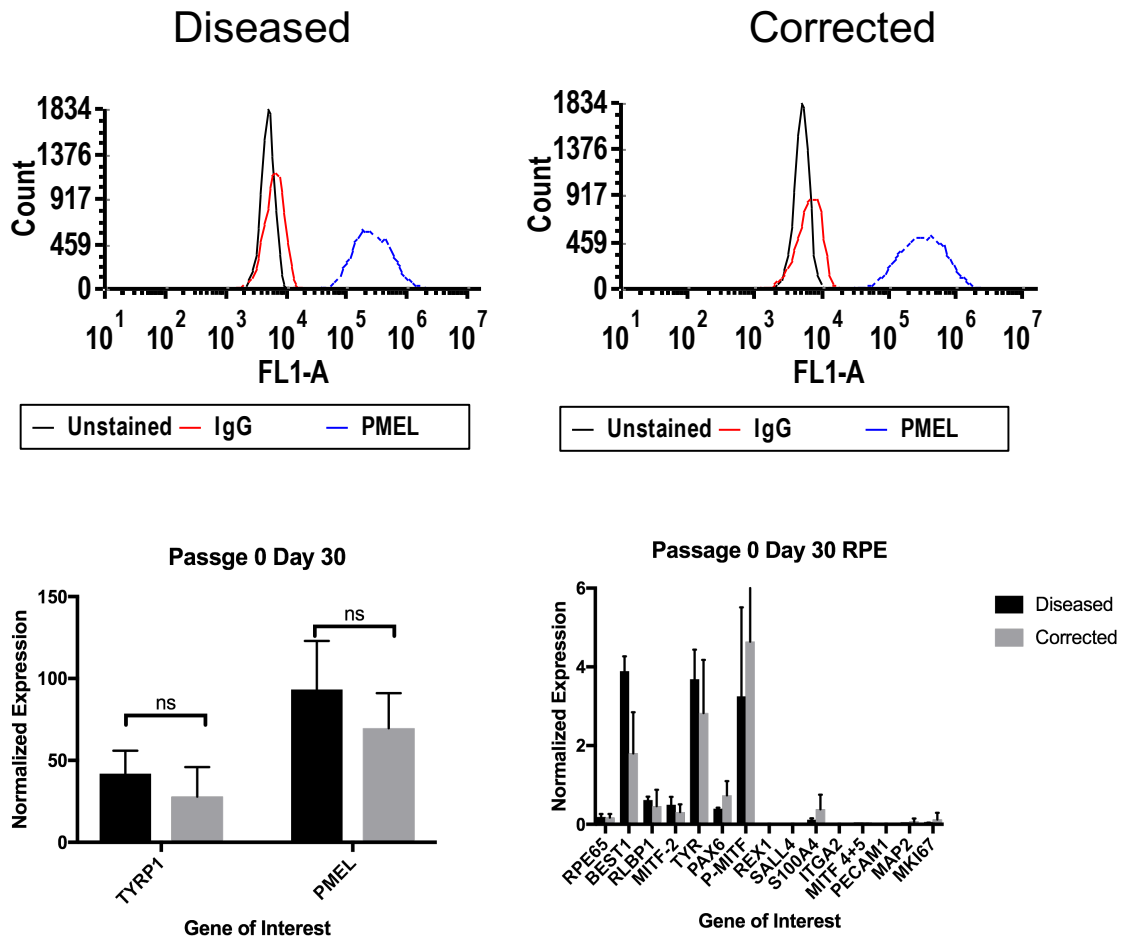 Diseased
Corrected
1834
1376
917
459
0
Count
10^1 10^2 10^3 10^4 10^5 10^6 10^7
FL1-A
Unstained IgG PMEL
1834
1376
917
459
0
Count
10^1 10^2 10^3 10^4 10^5 10^6 10^7
FL1-A
Unstained IgG PMEL
Passge 0 Day 30
150
100
50
0
Normalized Expression
ns
ns
TYRP1
PMEL
Gene of Interest
Passage 0 Day 30 RPE
6
4
2
0
Normalized Expression
RPE65
BEST1
RLBP1
MITF-2
TYR
PAX6
P-MITF
REX1
SALL4
S100A4
ITGA2
MITF 4+5
PECAM1
MAP2
MKI67
Gene of Interest
Diseased
Corrected